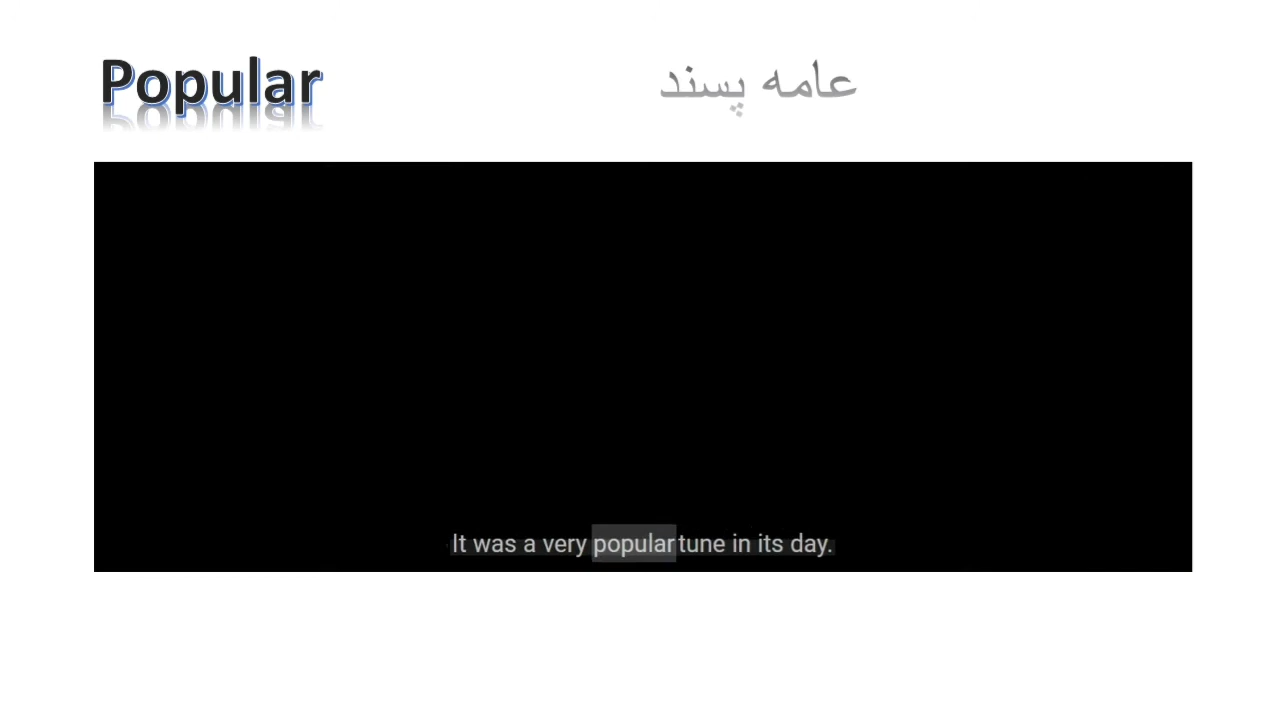 Popular
عامه پسند
It was a very popular tune in its day.